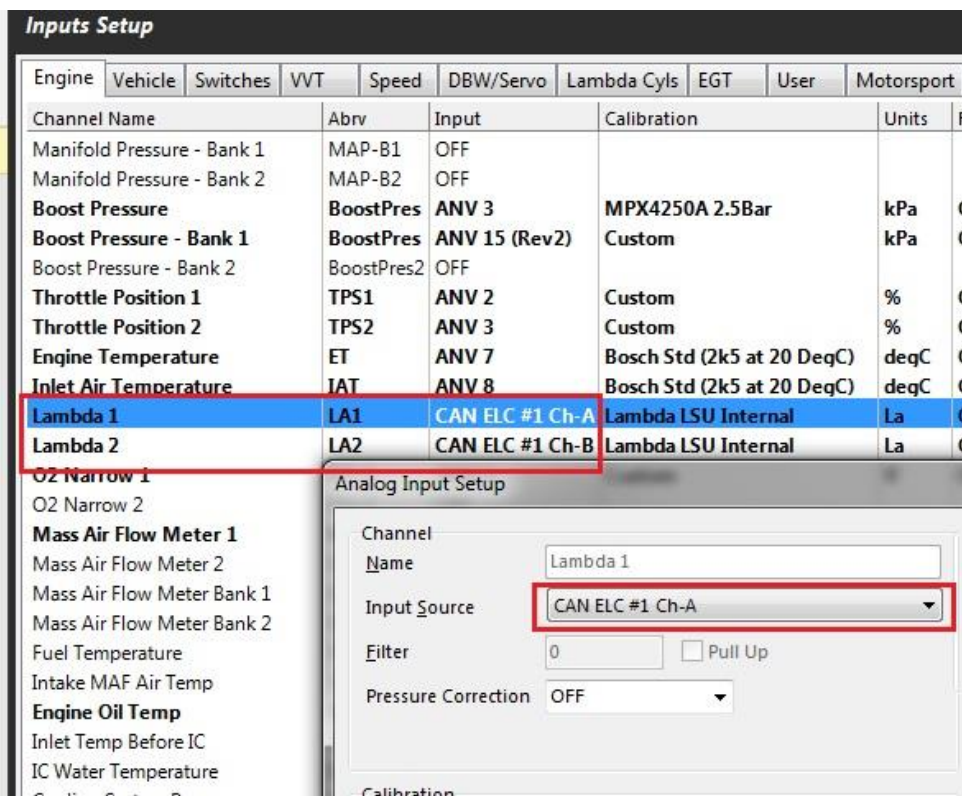 Inputs Setup
Engine Vehicle Switches VVT Speed DBW/Servo Lambda Cyls EGT User Motorsport
Channel Name Abrv Input Calibration Units
Manifold Pressure - Bank 1 MAP-B1 OFF
Manifold Pressure - Bank 2 MAP-B2 OFF
Boost Pressure BoostPres ANV 3 MPX4250A 2.5Bar kPa
Boost Pressure - Bank 1 BoostPres ANV 15 (Rev2) Custom kPa
Boost Pressure - Bank 2 BoostPres2 OFF
Throttle Position 1 TPS1 ANV 2 Custom %
Throttle Position 2 TPS2 ANV 3 Custom %
Engine Temperature ET ANV 7 Bosch Std (2k5 at 20 DegC) degC
Inlet Air Temperature IAT ANV 8 Bosch Std (2k5 at 20 DegC) degC
Lambda 1 LA1 CAN ELC #1 Ch-A Lambda LSU Internal La
Lambda 2 LA2 CAN ELC #1 Ch-B Lambda LSU Internal La
O2 Narrow 1
O2 Narrow 2
Mass Air Flow Meter 1
Mass Air Flow Meter 2
Mass Air Flow Meter Bank 1
Mass Air Flow Meter Bank 2
Fuel Temperature
Intake MAF Air Temp
Engine Oil Temp
Inlet Temp Before IC
IC Water Temperature
Analog Input Setup
Channel
Name Lambda 1
Input Source CAN ELC #1 Ch-A
Filter 0 Pull Up
Pressure Correction OFF
Calibration